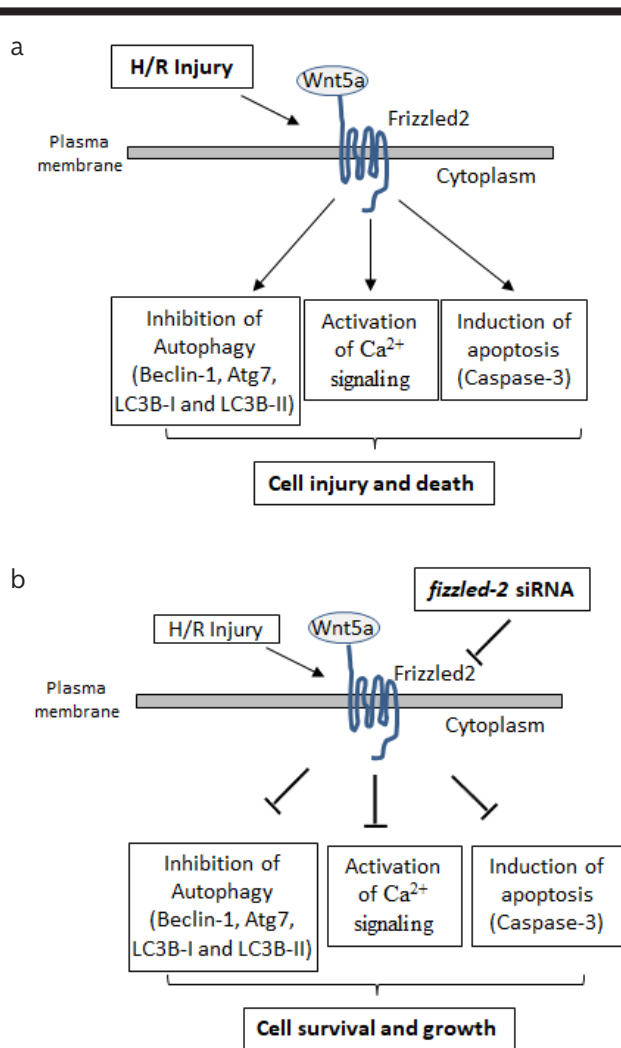 a
H/R Injury
Wnt5a
Frizzled2
Plasma
membrane
Cytoplasm
Inhibition of
Autophagy
(Beclin-1, Atg7,
LC3B-I and LC3B-II)
Activation
of Ca²⁺
signaling
Induction of
apoptosis
(Caspase-3)
Cell injury and death
b
fizzled-2 siRNA
H/R Injury
Wnt5a
Frizzled2
Plasma
membrane
Cytoplasm
Inhibition of
Autophagy
(Beclin-1, Atg7,
LC3B-I and LC3B-II)
Activation
of Ca²⁺
signaling
Induction of
apoptosis
(Caspase-3)
Cell survival and growth